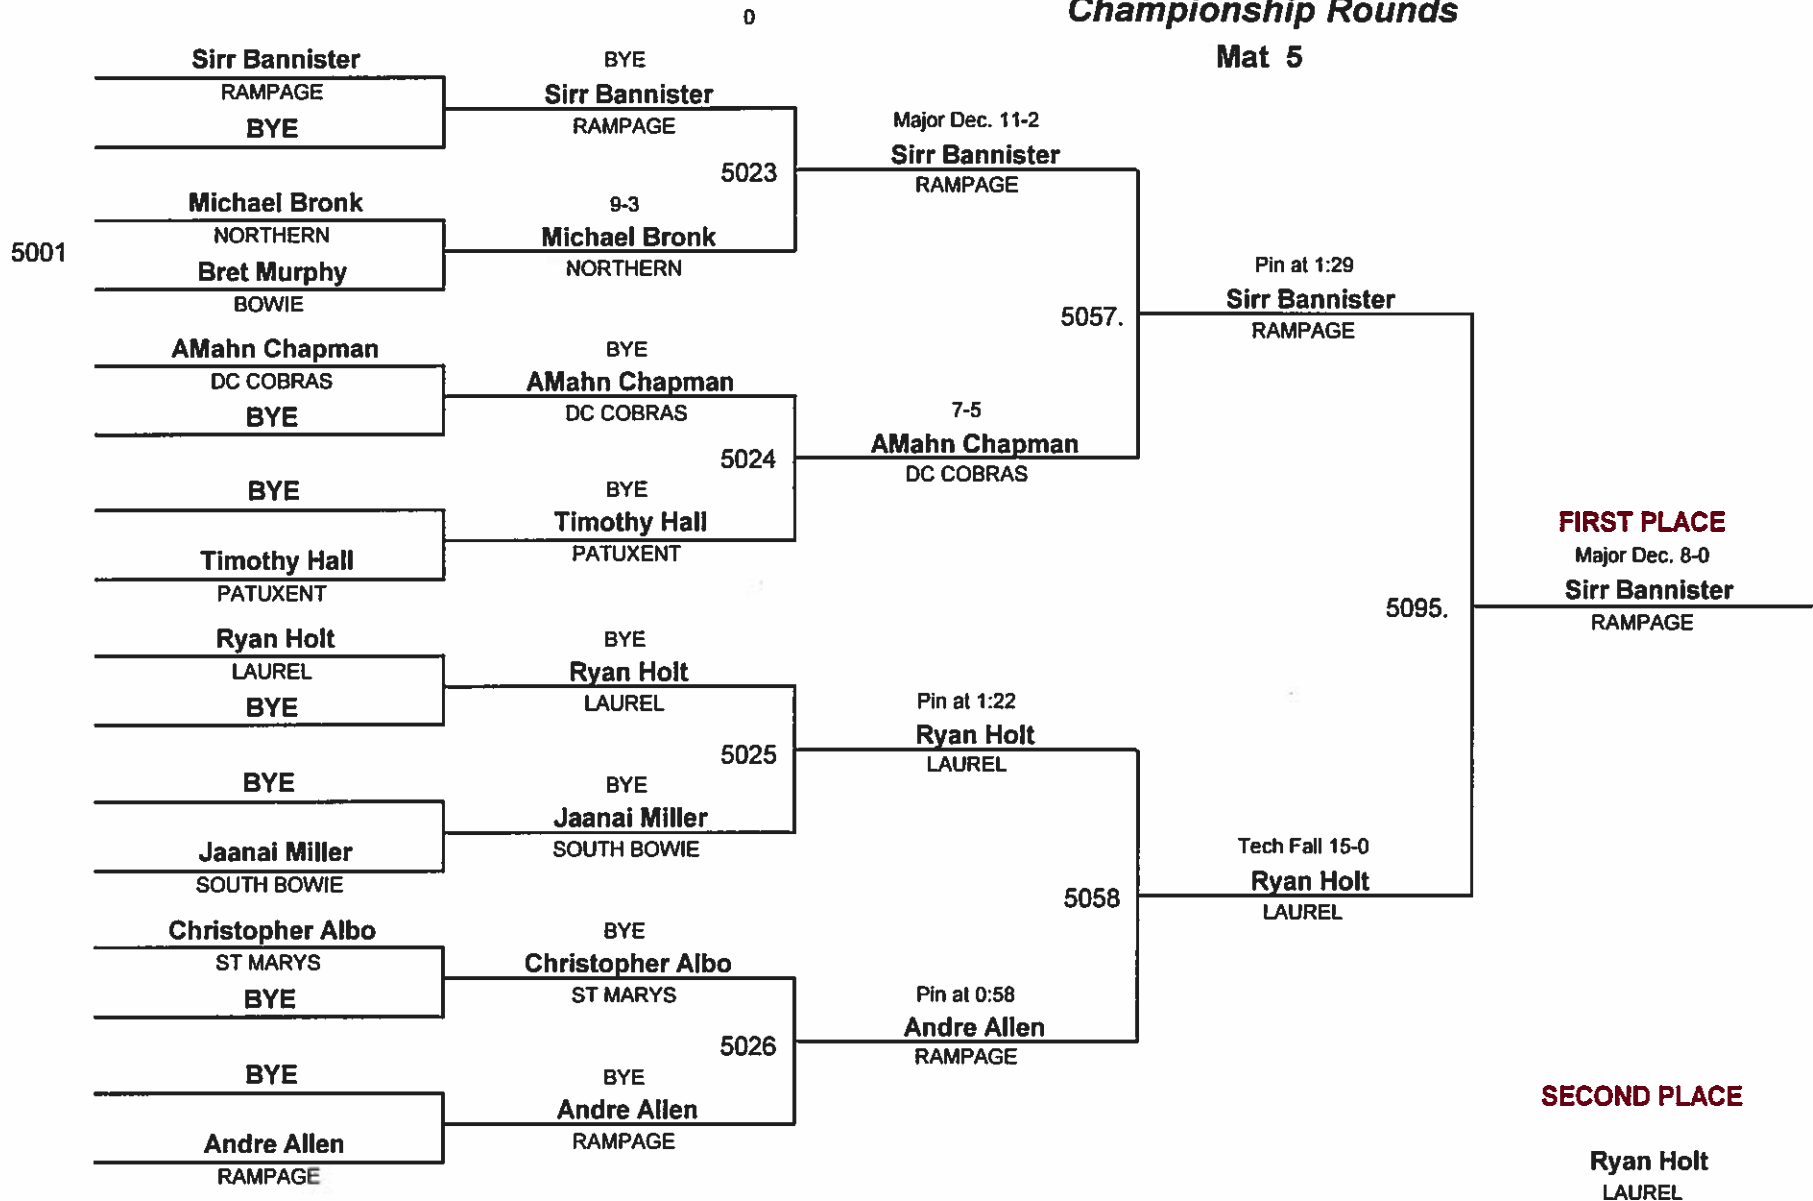 0
Championship Rounds
Mat 5
Sirr Bannister
RAMPAGE
BYE
5001
Michael Bronk
NORTHERN
Bret Murphy
BOWIE
AMahn Chapman
DC COBRAS
BYE
BYE
Timothy Hall
PATUXENT
Ryan Holt
LAUREL
BYE
BYE
Jaanai Miller
SOUTH BOWIE
Christopher Albo
ST MARYS
BYE
BYE
Andre Allen
RAMPAGE
BYE
Sirr Bannister
RAMPAGE
5023
9-3
Michael Bronk
NORTHERN
BYE
AMahn Chapman
DC COBRAS
5024
BYE
Timothy Hall
PATUXENT
BYE
Ryan Holt
LAUREL
5025
BYE
Jaanai Miller
SOUTH BOWIE
BYE
Christopher Albo
ST MARYS
5026
BYE
Andre Allen
RAMPAGE
Major Dec. 11-2
Sirr Bannister
RAMPAGE
5057.
7-5
AMahn Chapman
DC COBRAS
Pin at 1:22
Ryan Holt
LAUREL
5058
Pin at 0:58
Andre Allen
RAMPAGE
Pin at 1:29
Sirr Bannister
RAMPAGE
5095.
Tech Fall 15-0
Ryan Holt
LAUREL
FIRST PLACE
Major Dec. 8-0
Sirr Bannister
RAMPAGE
SECOND PLACE
Ryan Holt
LAUREL